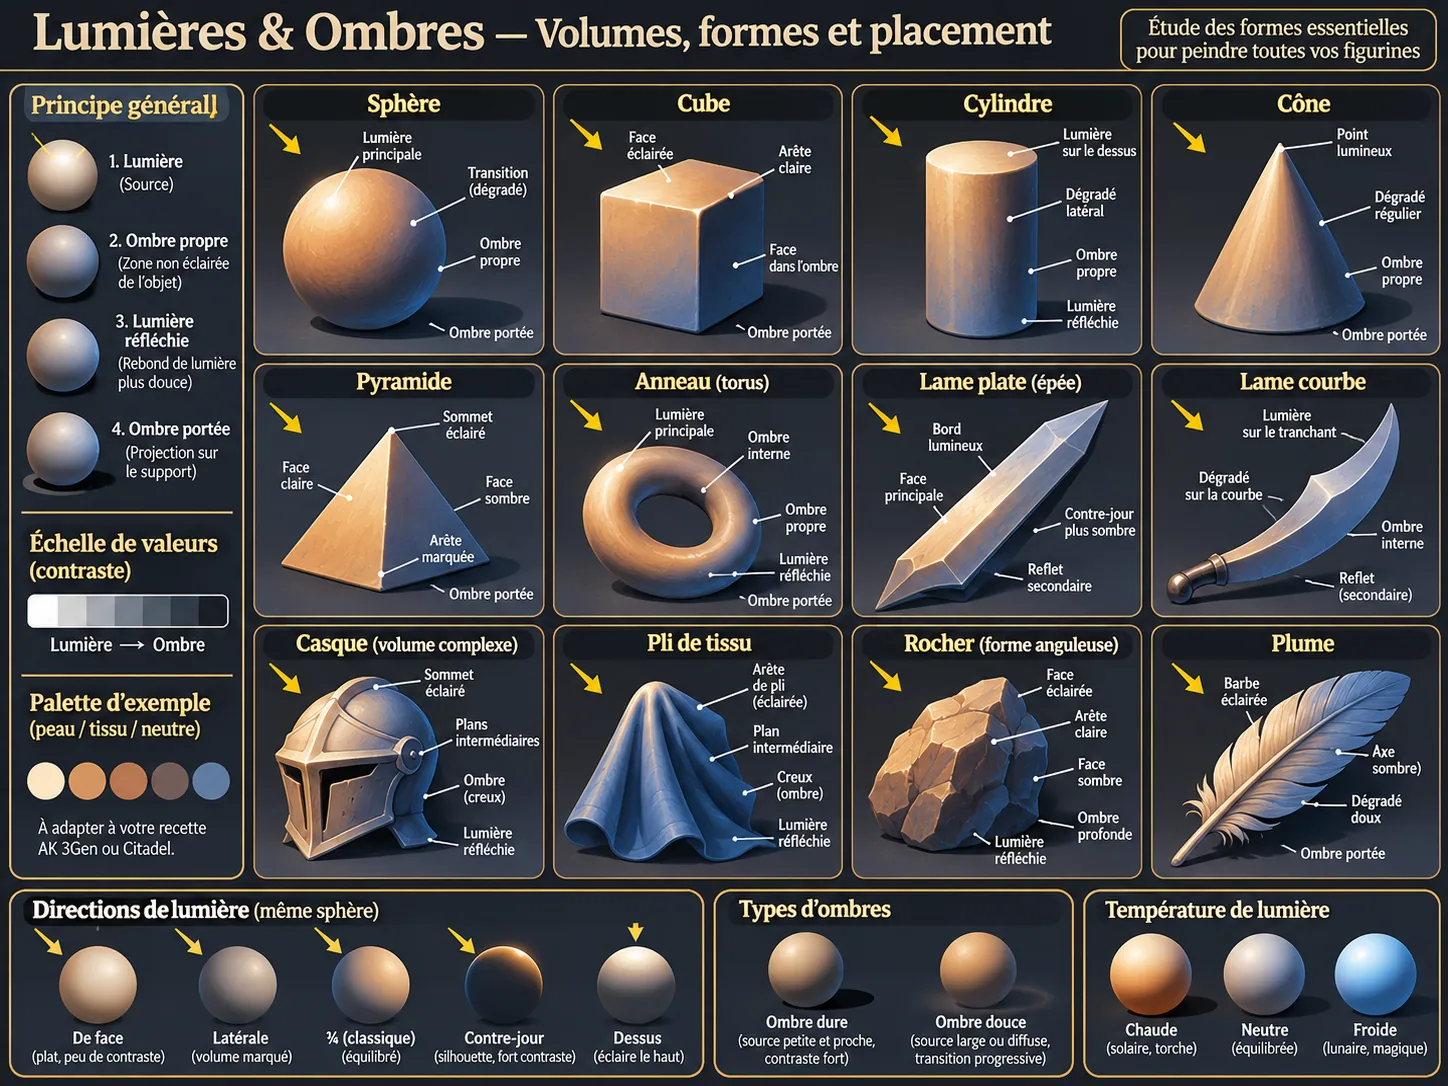 Lumières & Ombres — Volumes, formes et placement
Étude des formes essentielles
pour peindre toutes vos figurines
Principe général
1. Lumière
(Source)
2. Ombre propre
(Zone non éclairée
de l'objet)
3. Lumière
réfléchie
(Rebond de lumière
plus douce)
4. Ombre portée
(Projection sur
le support)
Échelle de valeurs
(contraste)
Lumière → Ombre
Palette d'exemple
(peau / tissu / neutre)
À adapter à votre recette
AK 3Gen ou Citadel.
Sphère
Lumière
principale
Transition
(dégradé)
Ombre
propre
Ombre portée
Cube
Face
éclairée
Arête
claire
Face
dans l'ombre
Ombre portée
Cylindre
Lumière
sur le dessus
Dégradé
latéral
Ombre
propre
Lumière
réfléchie
Cône
Point
lumineux
Dégradé
régulier
Ombre
propre
Ombre portée
Pyramide
Sommet
éclairé
Face
claire
Face
sombre
Arête
marquée
Ombre portée
Anneau (torus)
Lumière
principale
Ombre
interne
Ombre
propre
Lumière
réfléchie
Ombre portée
Lame plate (épée)
Bord
lumineux
Face
principale
Contre-jour
plus sombre
Reflet
secondaire
Lame courbe
Lumière
sur le tranchant
Dégradé
sur la courbe
Ombre
interne
Reflet
(secondaire)
Casque (volume complexe)
Sommet
éclairé
Plans
intermédiaires
Ombre
(creux)
Lumière
réfléchie
Pli de tissu
Arête
de pli
(éclairée)
Plan
intermédiaire
Creux
(ombre)
Lumière
réfléchie
Rocher (forme anguleuse)
Face
éclairée
Arête
claire
Face
sombre
Ombre
profonde
Lumière
réfléchie
Plume
Barbe
éclairée
Axe
sombre)
Dégradé
doux
Ombre portée
Directions de lumière (même sphère)
De face
(plat, peu de contraste)
Latérale
(volume marqué)
¾ (classique)
(équilibré)
Contre-jour
(silhouette, fort contraste)
Dessus
(éclaire le haut)
Types d'ombres
Ombre dure
(source petite et proche,
contraste fort)
Ombre douce
(source large ou diffuse,
transition progressive)
Température de lumière
Chaude
(solaire, torche)
Neutre
(équilibrée)
Froide
(lunaire, magique)